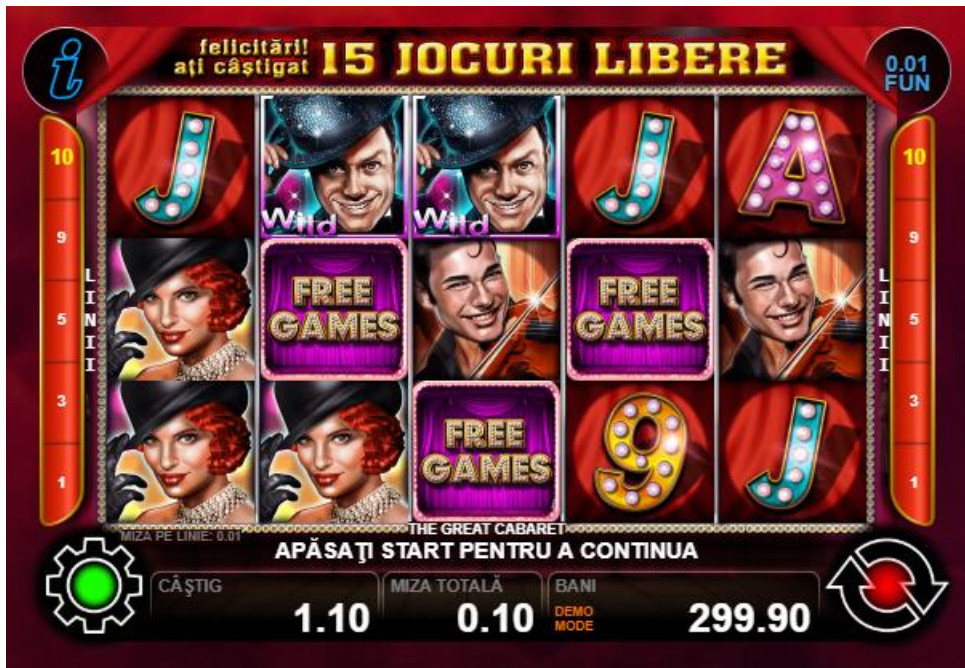 felicitări!
ați câștigat 15 JOCURI LIBERE
i
0.01
FUN
J Wild Wild J A
10 10
9 9
LINII LINII
FREE
GAMES
FREE
GAMES
5 5
3 3
FREE
GAMES
9 J
1 1
THE GREAT CABARET
MIZA PE LINIE: 0.01
APĂSAȚI START PENTRU A CONTINUA
CÂȘTIG MIZA TOTALĂ BANI
1.10 0.10 DEMO
MODE 299.90